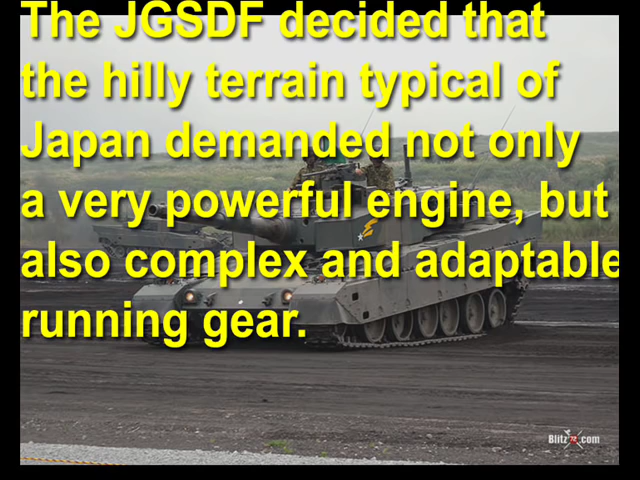 The JGSDF decided that
the hilly terrain typical of
Japan demanded not only
a very powerful engine, but
also complex and adaptable
running gear.
Blitz72.com